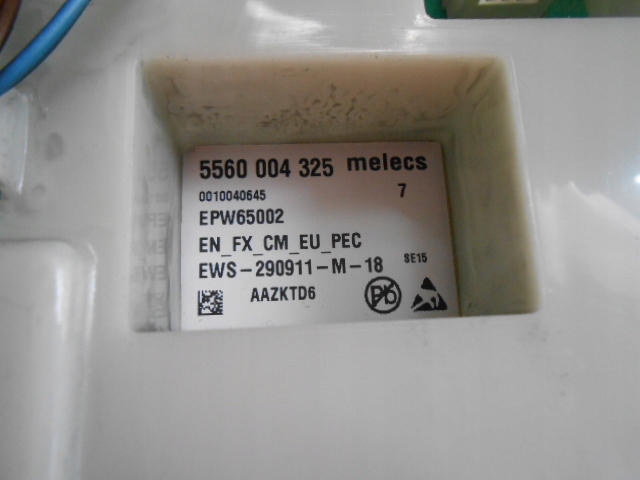 5560 004 325 melecs
0010040645 7
EPW65002
EN_FX_CM_EU_PEC
EWS-290911-M-18 SE15
AAZKTD6 Pb